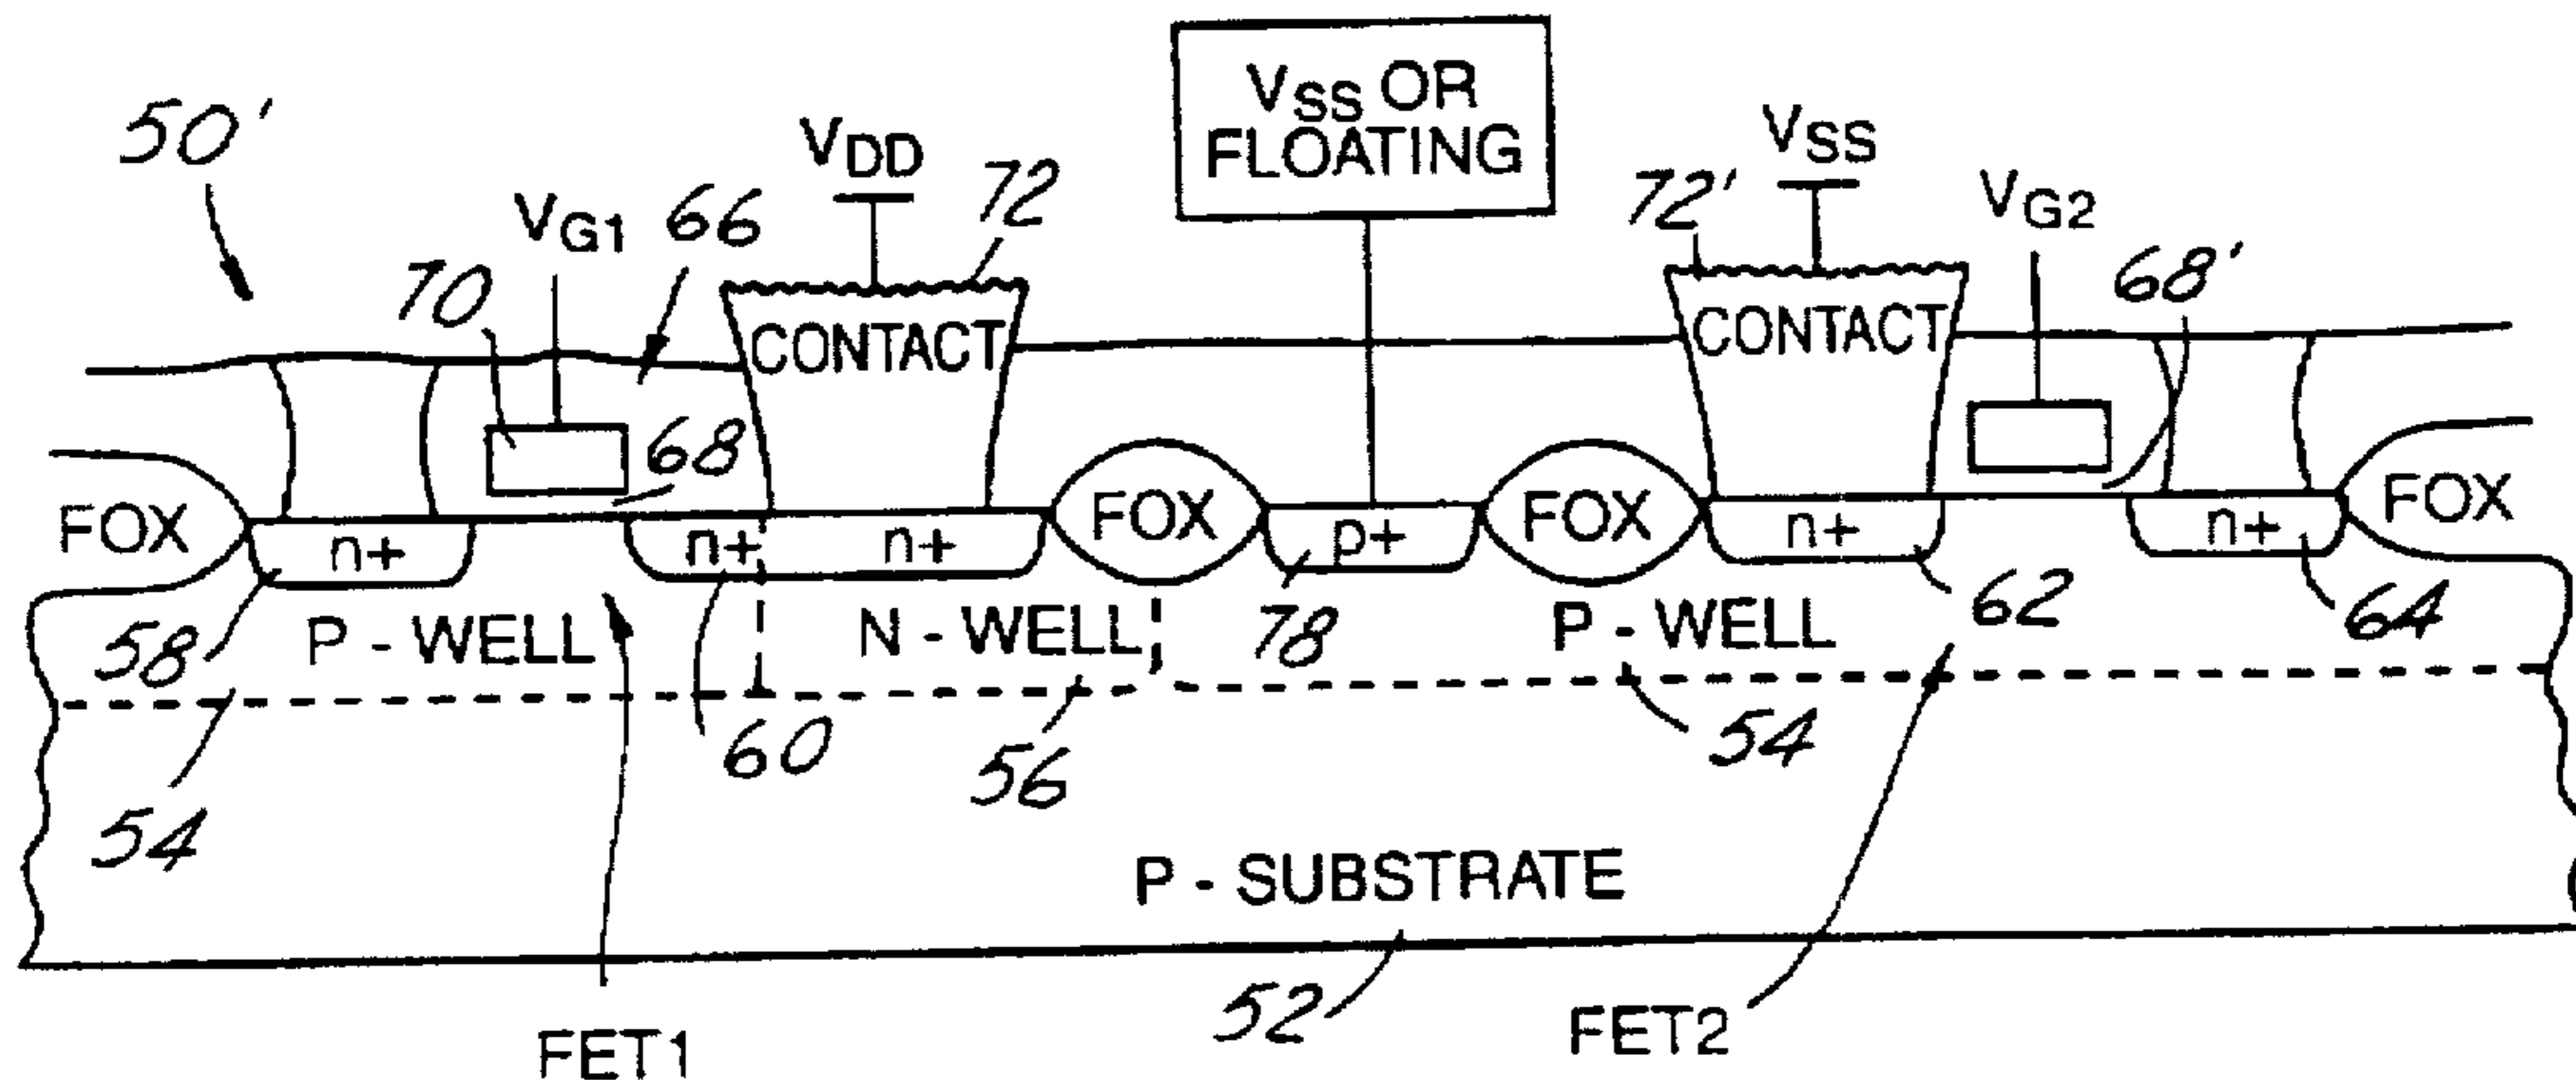 50'
VDD
72
VSS OR
FLOATING
VSS
72'
VG2
VG1
66
68'
70
CONTACT
CONTACT
68
FOX
n+
n+
n+
FOX
p+
FOX
n+
n+
FOX
58
P - WELL
N - WELL
78
P - WELL
62
64
54
60
56
54
P - SUBSTRATE
52
FET1
FET2